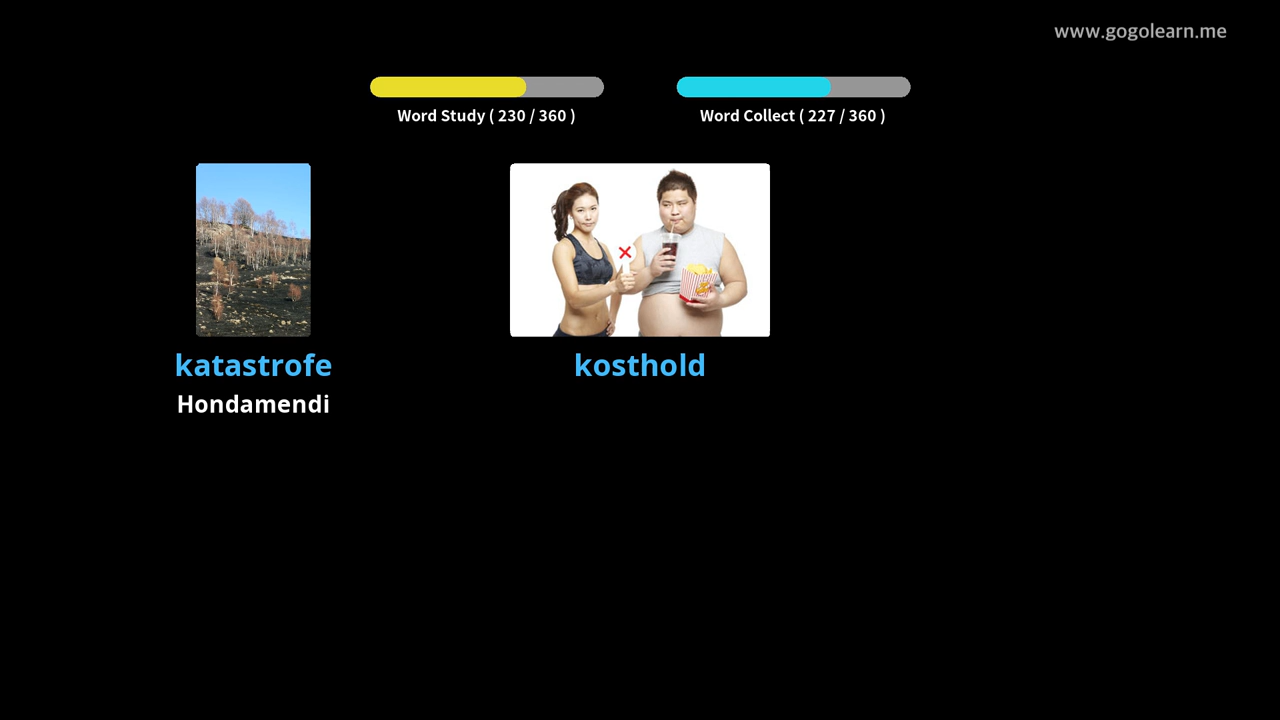 www.gogolearn.me
Word Study ( 230 / 360 )
Word Collect ( 227 / 360 )
katastrofe
kosthold
Hondamendi